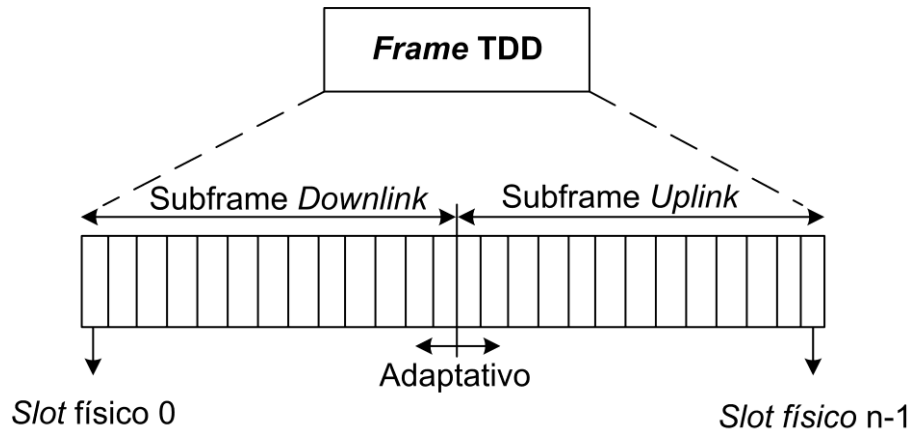 Frame TDD
Subframe Downlink Subframe Uplink
Adaptativo
Slot físico 0 Slot físico n-1